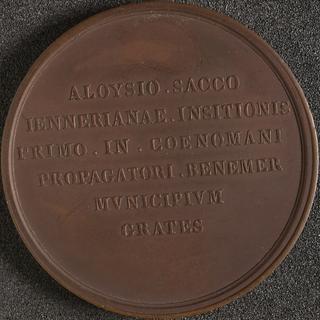 ALOYSIO . SACCO
IENNERIANAE . INSITIONIS
PRIMO . IN . COENOMANI
PROPAGATORI . BENEMER
MVNICIPIVM
GRATES